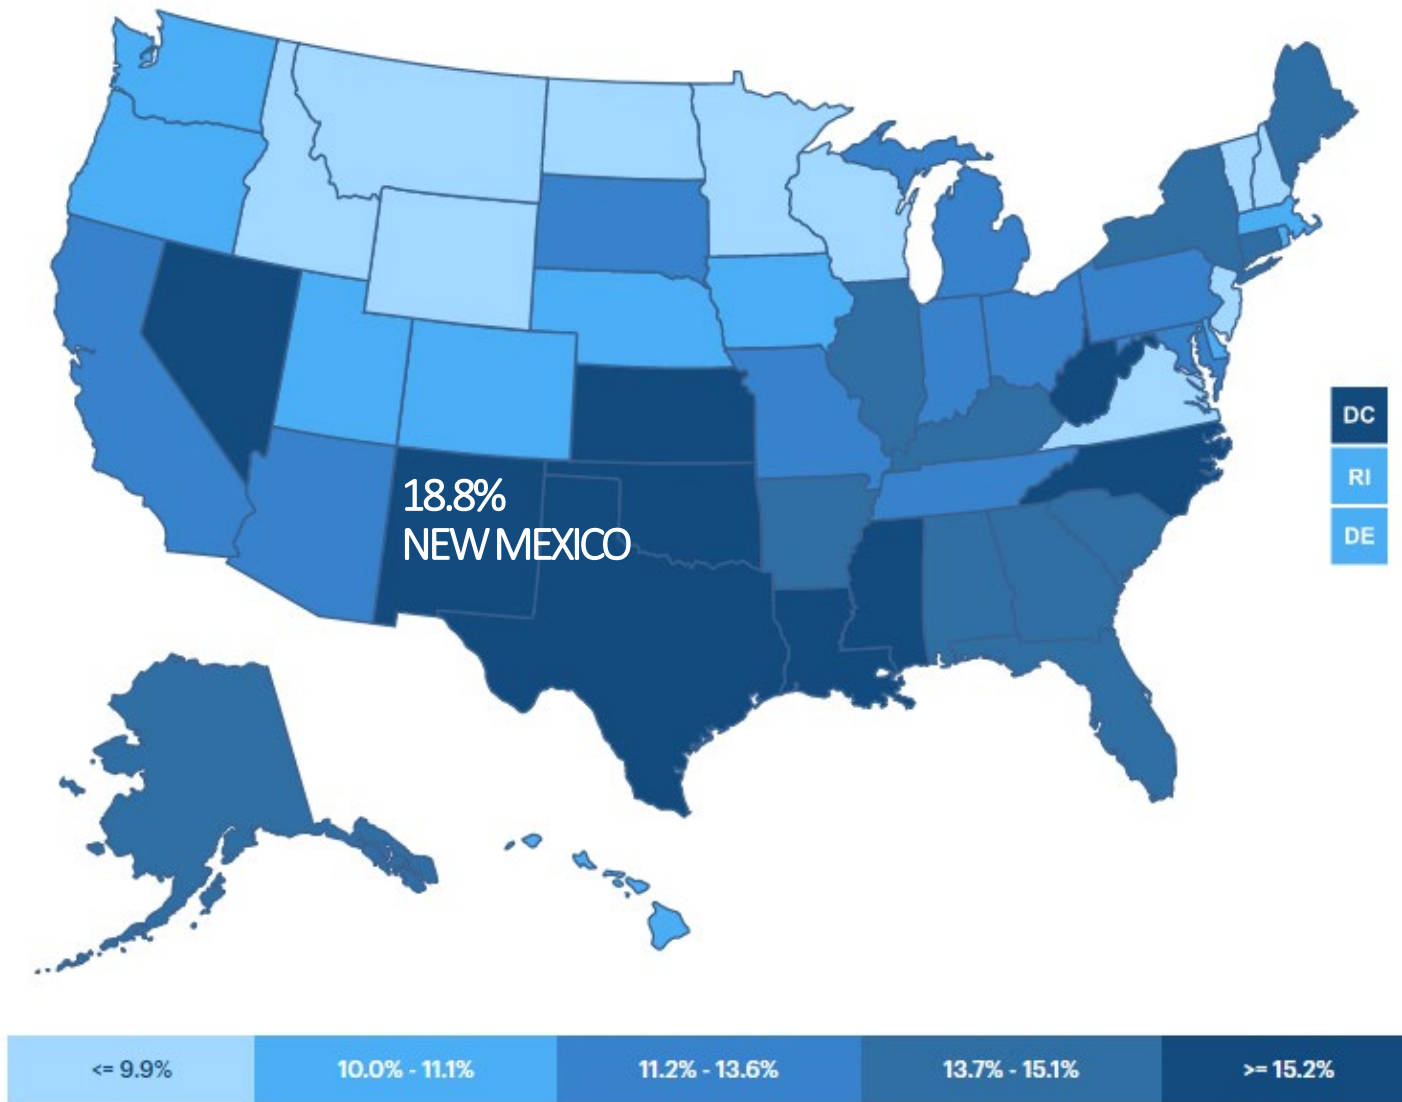 18.8%
NEW MEXICO
DC
RI
DE
<= 9.9%
10.0% - 11.1%
11.2% - 13.6%
13.7% - 15.1%
>= 15.2%